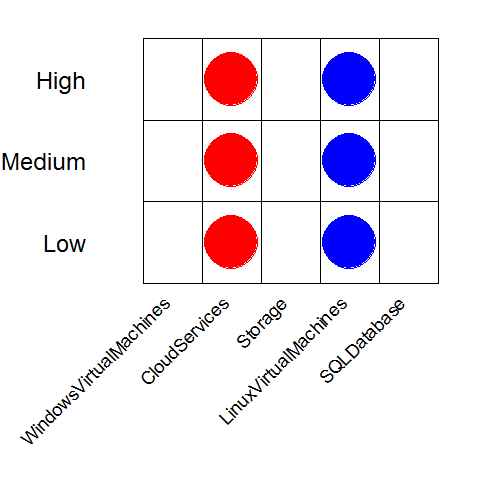 High
Medium
Low
WindowsVirtualMachines
CloudServices
Storage
LinuxVirtualMachines
SQLDatabase